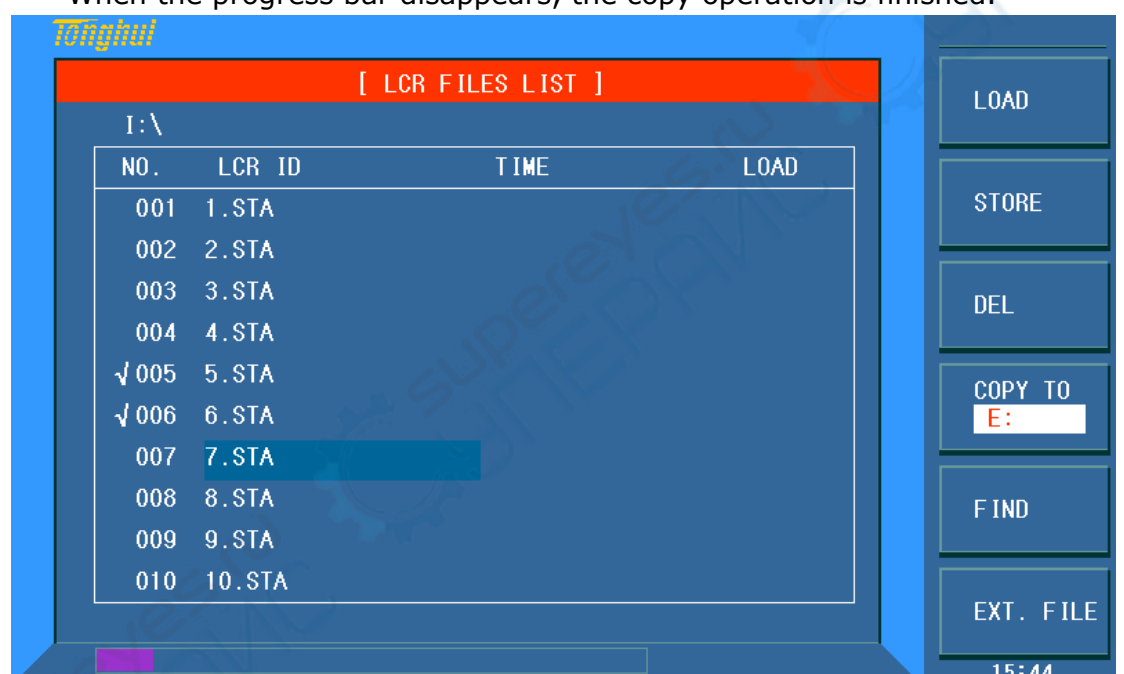 When the progress bar disappears, the copy operation is finished.
Tonghui
[ LCR FILES LIST ]
I:\
NO. LCR ID TIME LOAD
001 1.STA
002 2.STA
003 3.STA
004 4.STA
√ 005 5.STA
√ 006 6.STA
007 7.STA
008 8.STA
009 9.STA
010 10.STA
LOAD
STORE
DEL
COPY TO
E:
FIND
EXT. FILE
15:44
supereyes.ru
СУПЕРАЙС